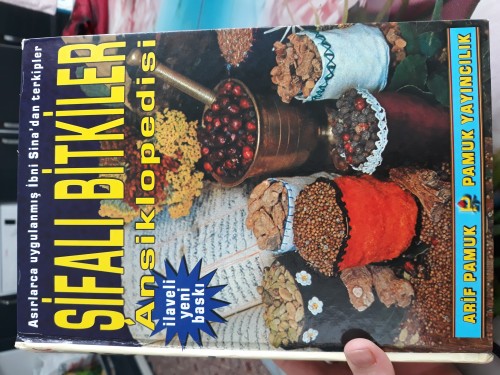 Asırlarca uygulanmış İbni Sina'dan terkipler
ŞİFALI BİTKİLER
Ansiklopedisi
ilaveli
yeni
baskı
ARİF PAMUK PAMUK YAYINCILIK